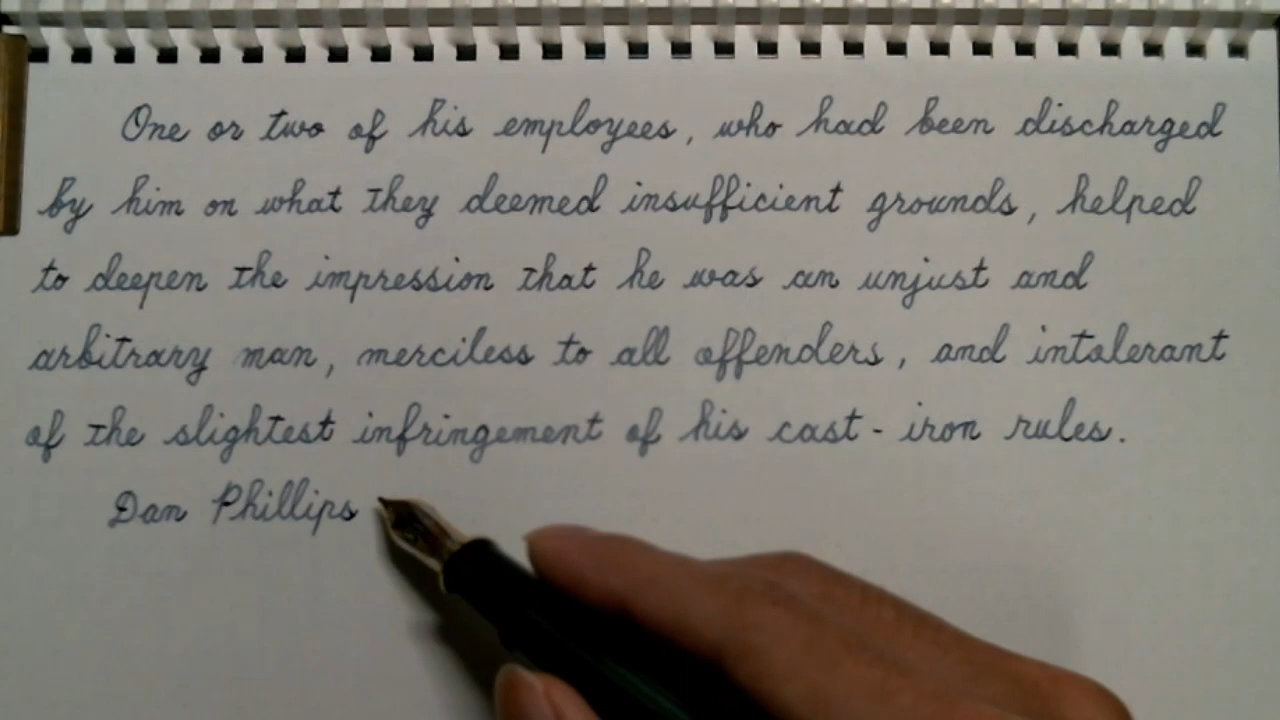 One or two of his employees, who had been discharged
by him on what they deemed insufficient grounds, helped
to deepen the impression that he was an unjust and
arbitrary man, merciless to all offenders, and intolerant
of the slightest infringement of his cast-iron rules.
Dan Phillips